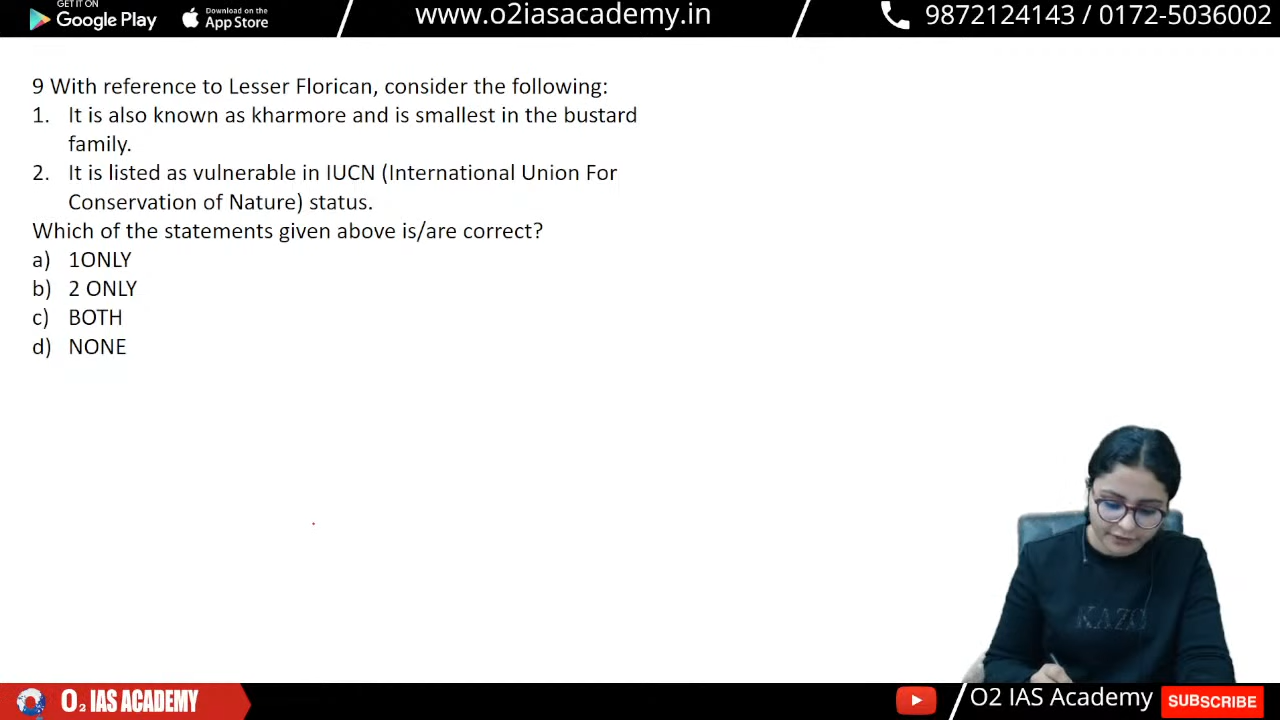 GET IT ON
Google Play
Download on the
App Store
www.o2iasacademy.in
9872124143 / 0172-5036002
9 With reference to Lesser Florican, consider the following:
1. It is also known as kharmore and is smallest in the bustard
family.
2. It is listed as vulnerable in IUCN (International Union For
Conservation of Nature) status.
Which of the statements given above is/are correct?
a) 1ONLY
b) 2 ONLY
c) BOTH
d) NONE
KAZO
O2 IAS ACADEMY
O2 IAS Academy
SUBSCRIBE